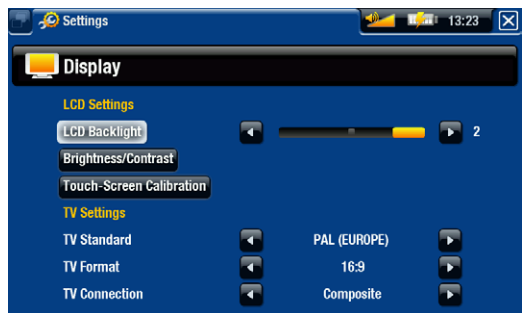 Settings 13:23
Display
LCD Settings
LCD Backlight 2
Brightness/Contrast
Touch-Screen Calibration
TV Settings
TV Standard PAL (EUROPE)
TV Format 16:9
TV Connection Composite